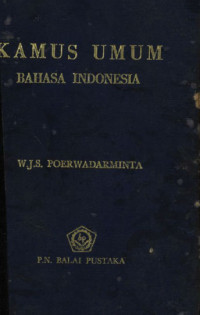 KAMUS UMUM
BAHASA INDONESIA
W.J.S. POERWADARMINTA
P.N. BALAI PUSTAKA